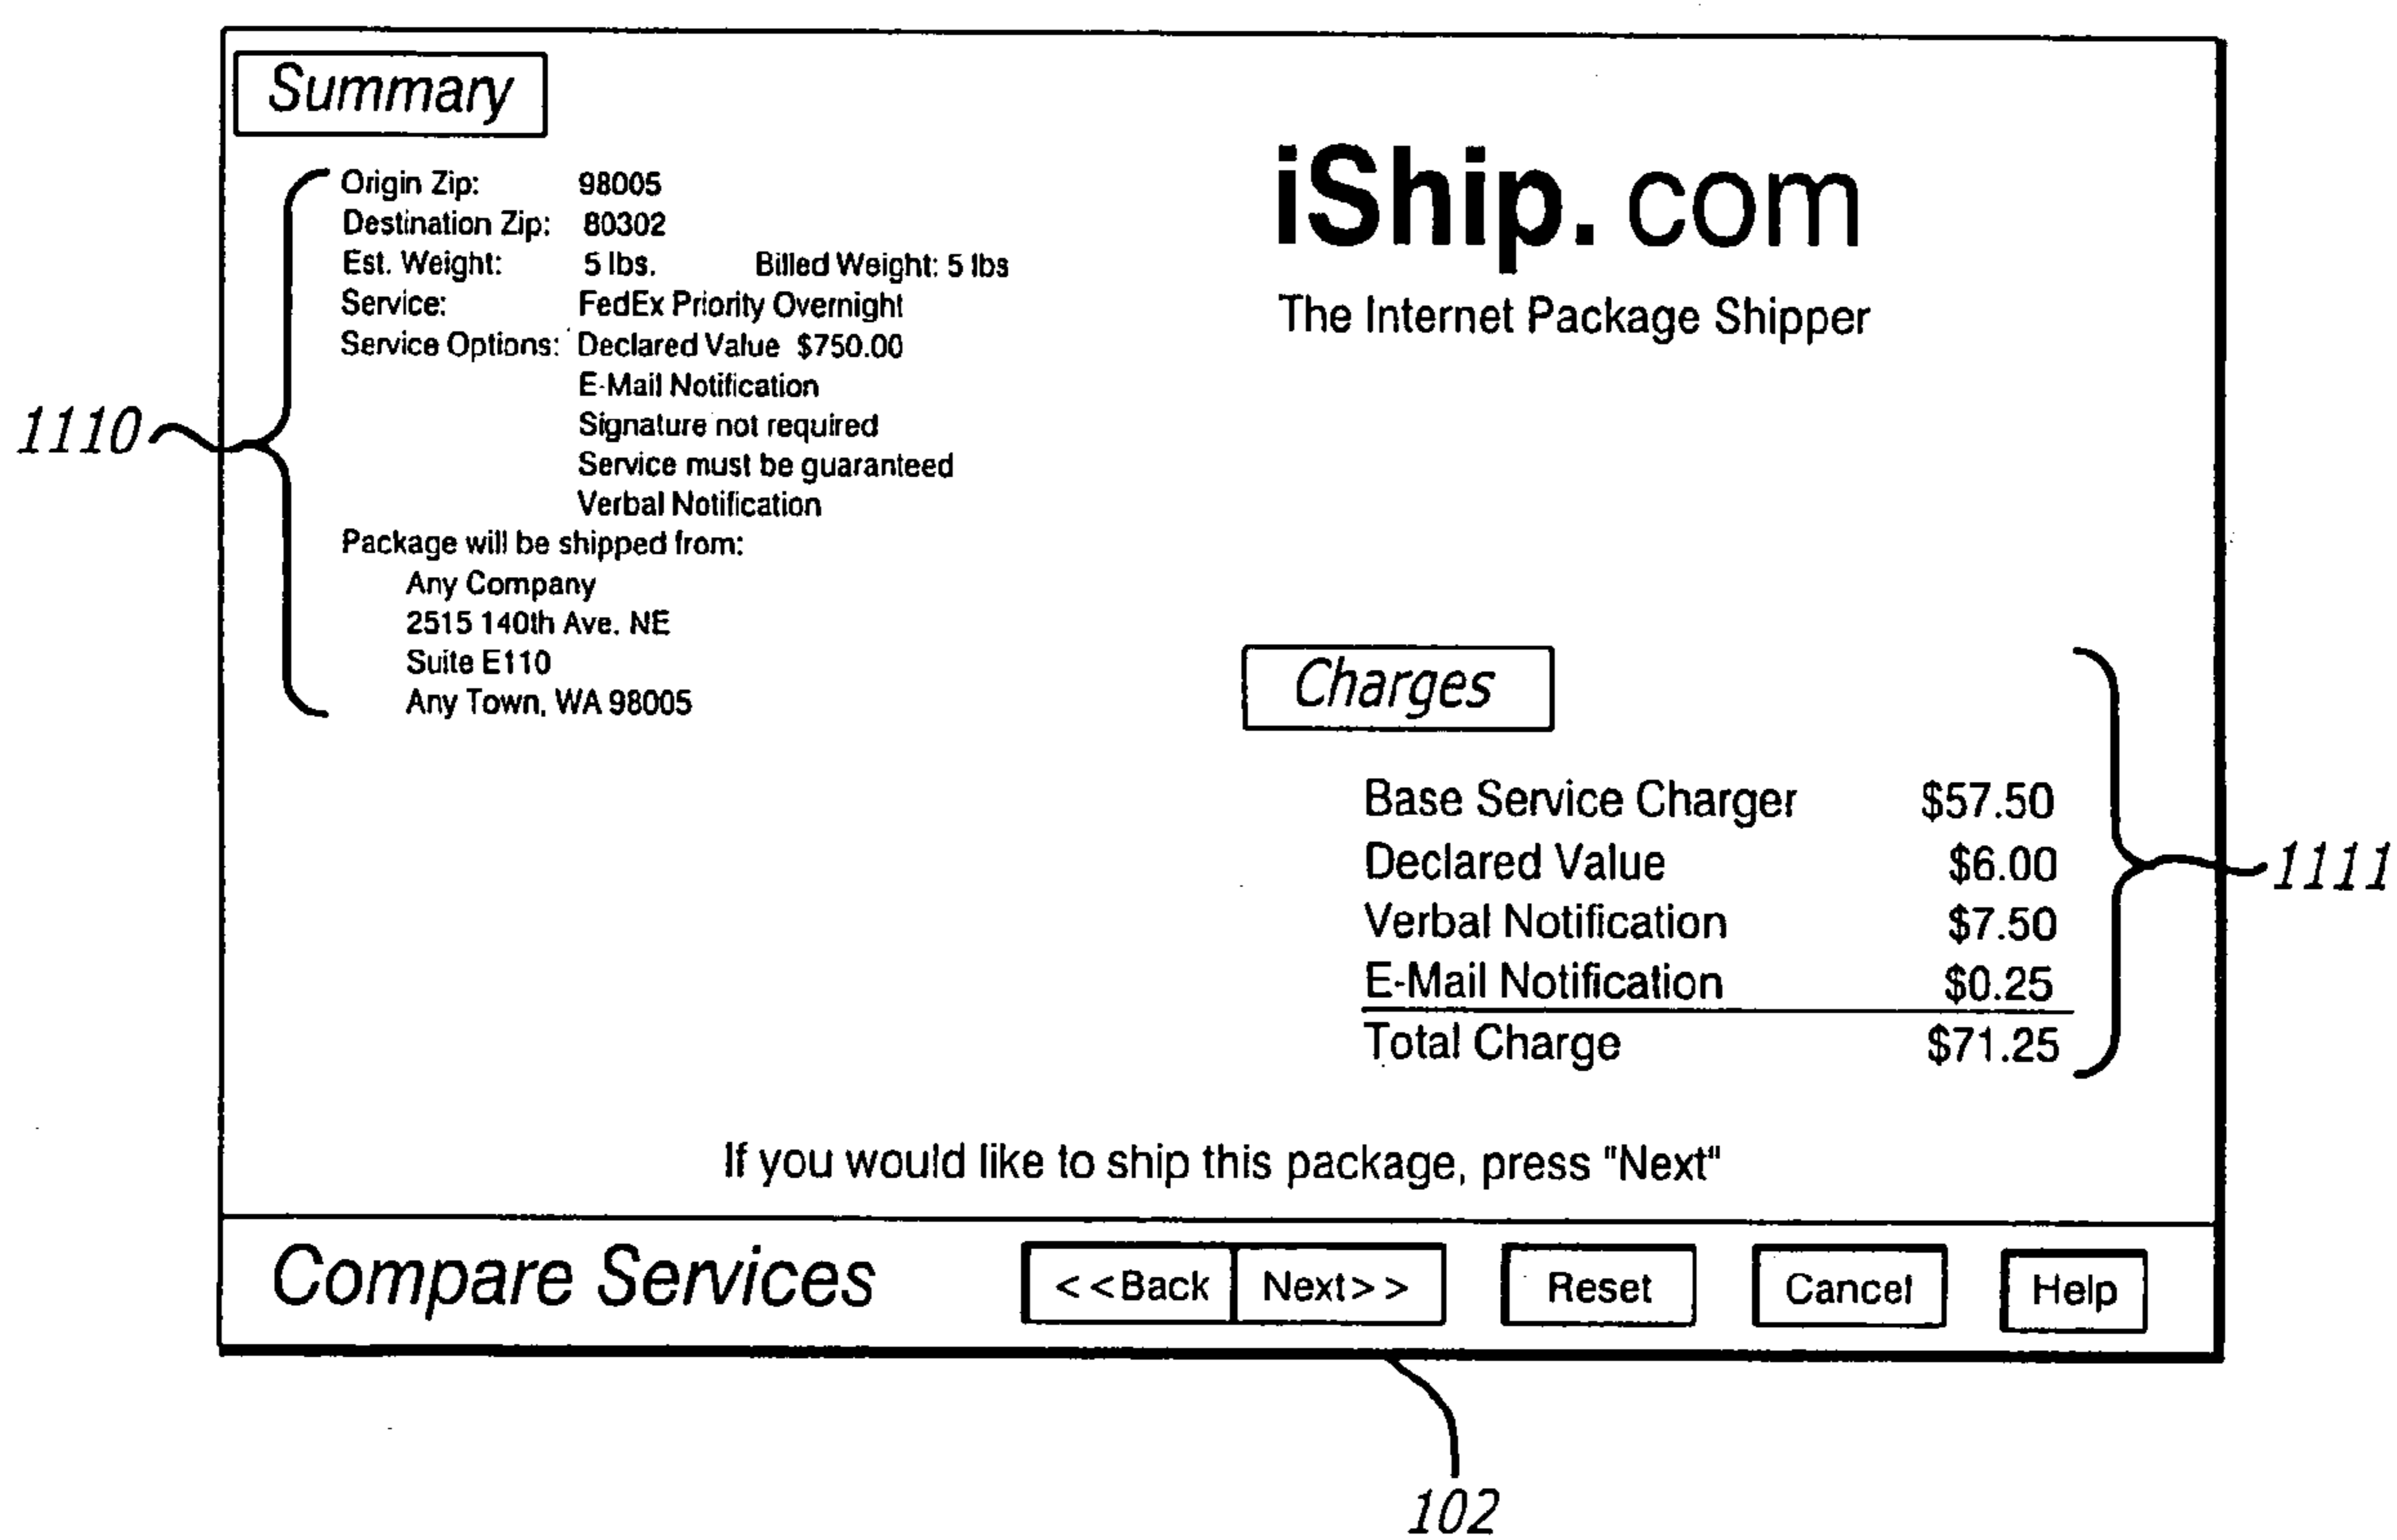 Summary
iShip. com
The Internet Package Shipper
Origin Zip: 98005
Destination Zip: 80302
Est. Weight: 5 lbs. Billed Weight: 5 lbs
Service: FedEx Priority Overnight
Service Options: Declared Value $750.00
E-Mail Notification
Signature not required
Service must be guaranteed
Verbal Notification
Package will be shipped from:
Any Company
2515 140th Ave. NE
Suite E110
Any Town, WA 98005
1110
Charges
Base Service Charger $57.50
Declared Value $6.00
Verbal Notification $7.50
E-Mail Notification $0.25
Total Charge $71.25
1111
If you would like to ship this package, press "Next"
Compare Services <<Back Next>> Reset Cancel Help
102